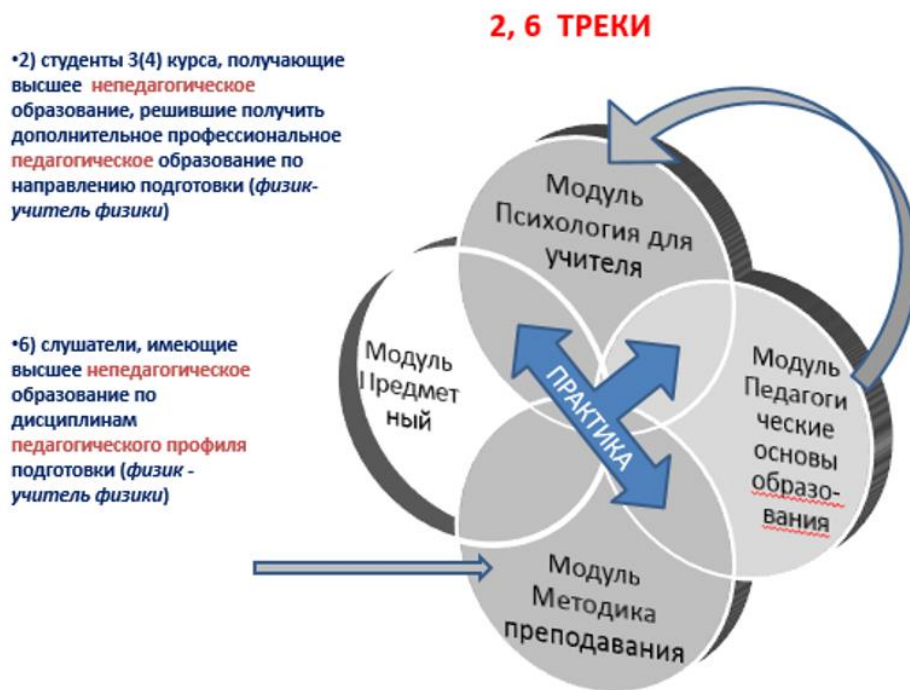 2, 6 ТРЕКИ
•2) студенты 3(4) курса, получающие
высшее непедагогическое
образование, решившие получить
дополнительное профессиональное
педагогическое образование по
направлению подготовки (физик-
учитель физики)
•6) слушатели, имеющие
высшее непедагогическое
образование по
дисциплинам
педагогического профиля
подготовки (физик -
учитель физики)
Модуль
Психология для
учителя
Модуль
Предмет
ный
ПРАКТИКА
Модуль
Педагоги
ческие
основы
образо-
вания
Модуль
Методика
преподавания